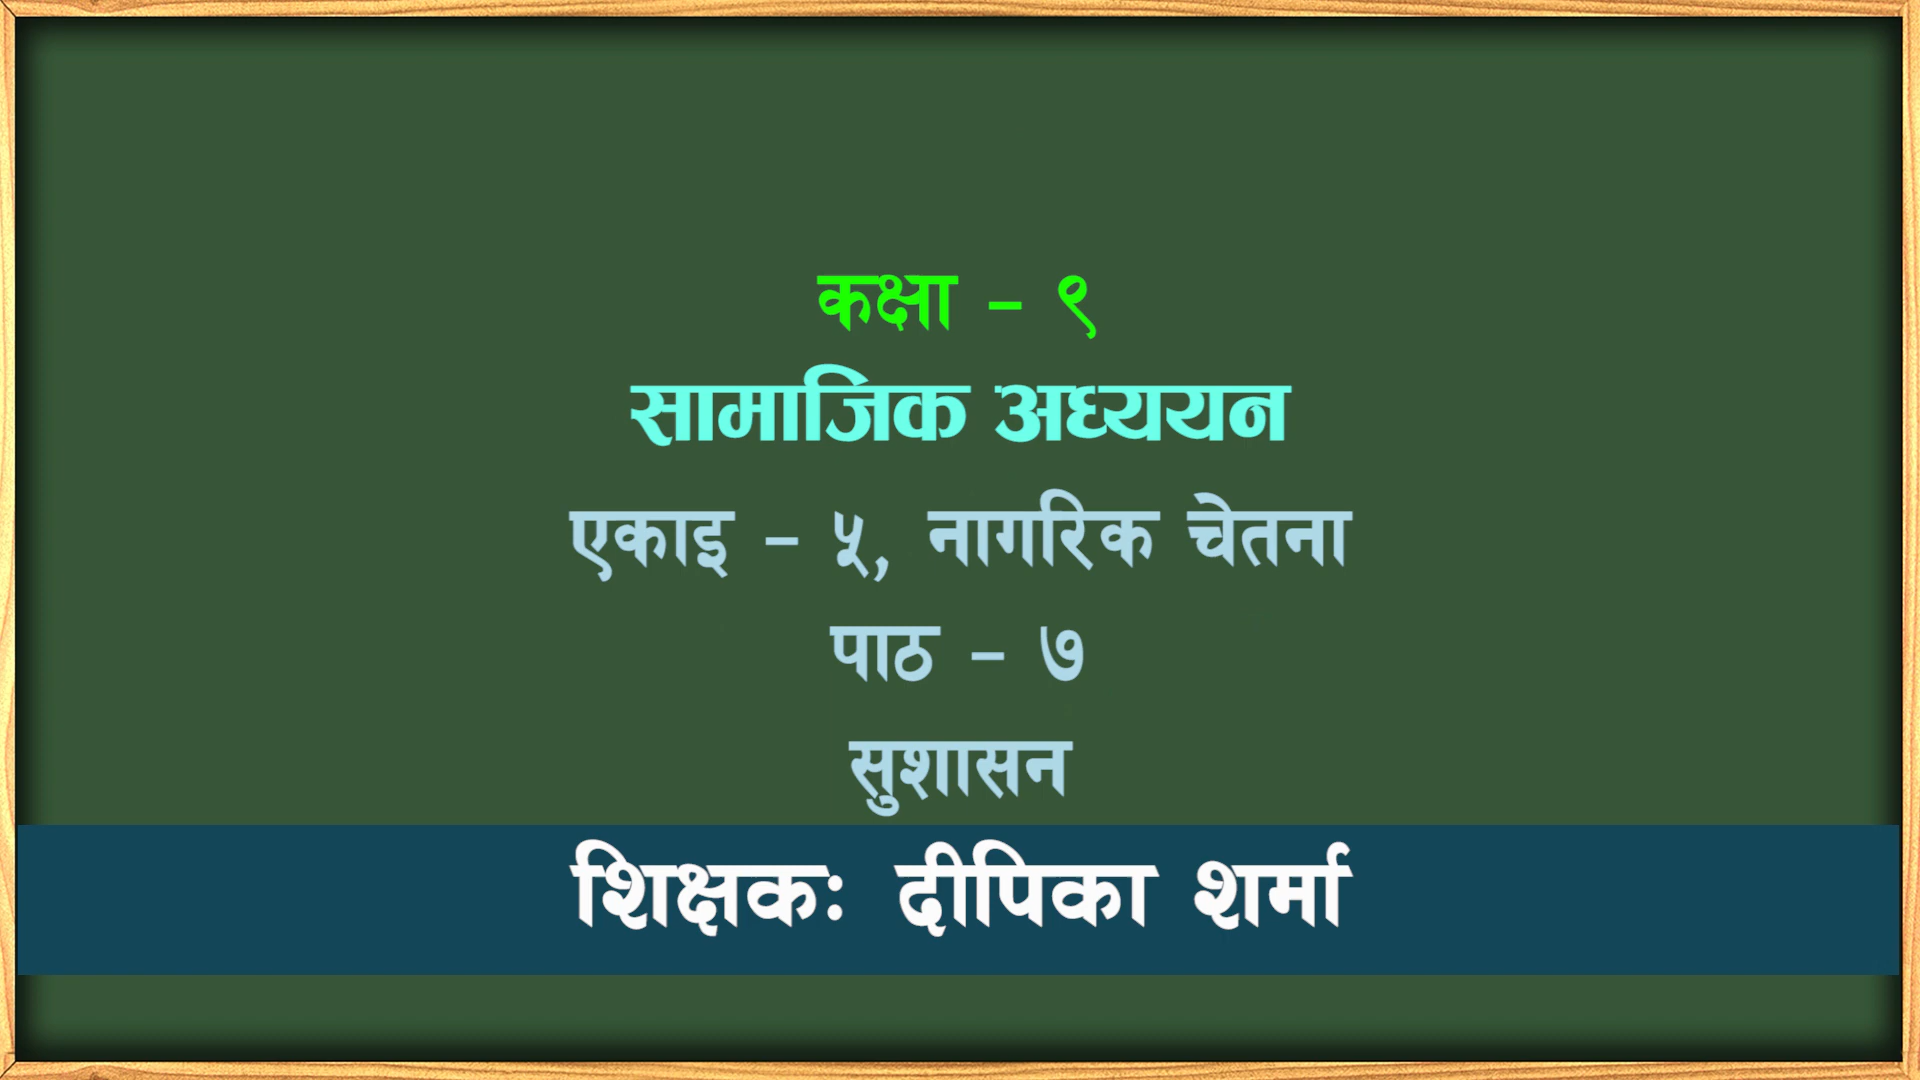 कक्षा – ९
सामाजिक अध्ययन
एकाइ – ५, नागरिक चेतना
पाठ – ७
सुशासन
शिक्षकः दीपिका शर्मा